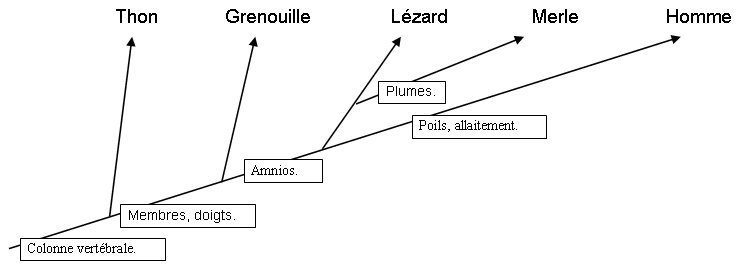 Thon Grenouille Lézard Merle Homme
Plumes.
Poils, allaitement.
Amnios.
Membres, doigts.
Colonne vertébrale.